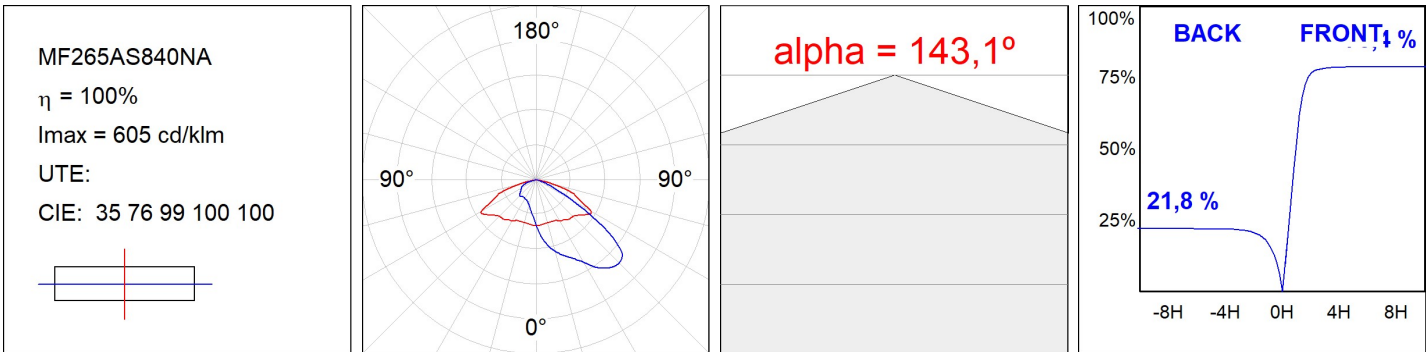 MF265AS840NA
η = 100%
Imax = 605 cd/klm
UTE:
CIE: 35 76 99 100 100
180°
90°
90°
0°
alpha = 143,1º
100%
BACK
FRONT
%
75%
50%
21,8 %
25%
-8H
-4H
0H
4H
8H